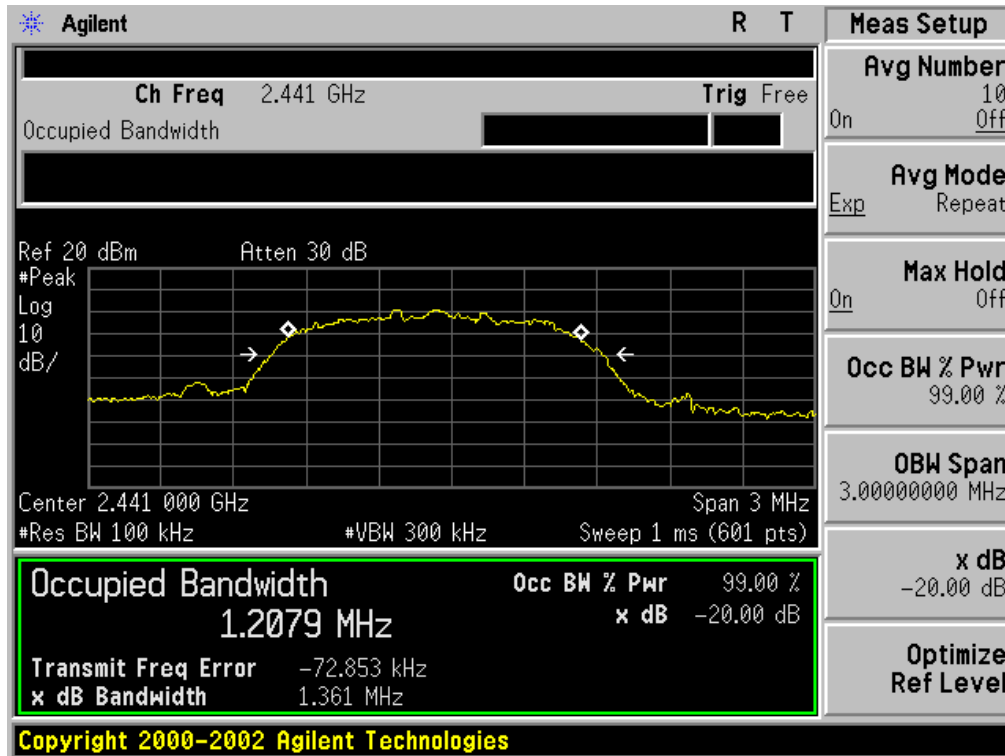 Agilent R T
Ch Freq 2.441 GHz Trig Free
Occupied Bandwidth
Ref 20 dBm Atten 30 dB
#Peak
Log
10
dB/
Center 2.441 000 GHz Span 3 MHz
#Res BW 100 kHz #VBW 300 kHz Sweep 1 ms (601 pts)
Occupied Bandwidth Occ BW % Pwr 99.00 %
1.2079 MHz x dB -20.00 dB
Transmit Freq Error -72.853 kHz
x dB Bandwidth 1.361 MHz
Copyright 2000-2002 Agilent Technologies
Meas Setup
Avg Number
10
On Off
Avg Mode
Exp Repeat
Max Hold
On Off
Occ BW % Pwr
99.00 %
OBW Span
3.00000000 MHz
x dB
-20.00 dB
Optimize
Ref Level